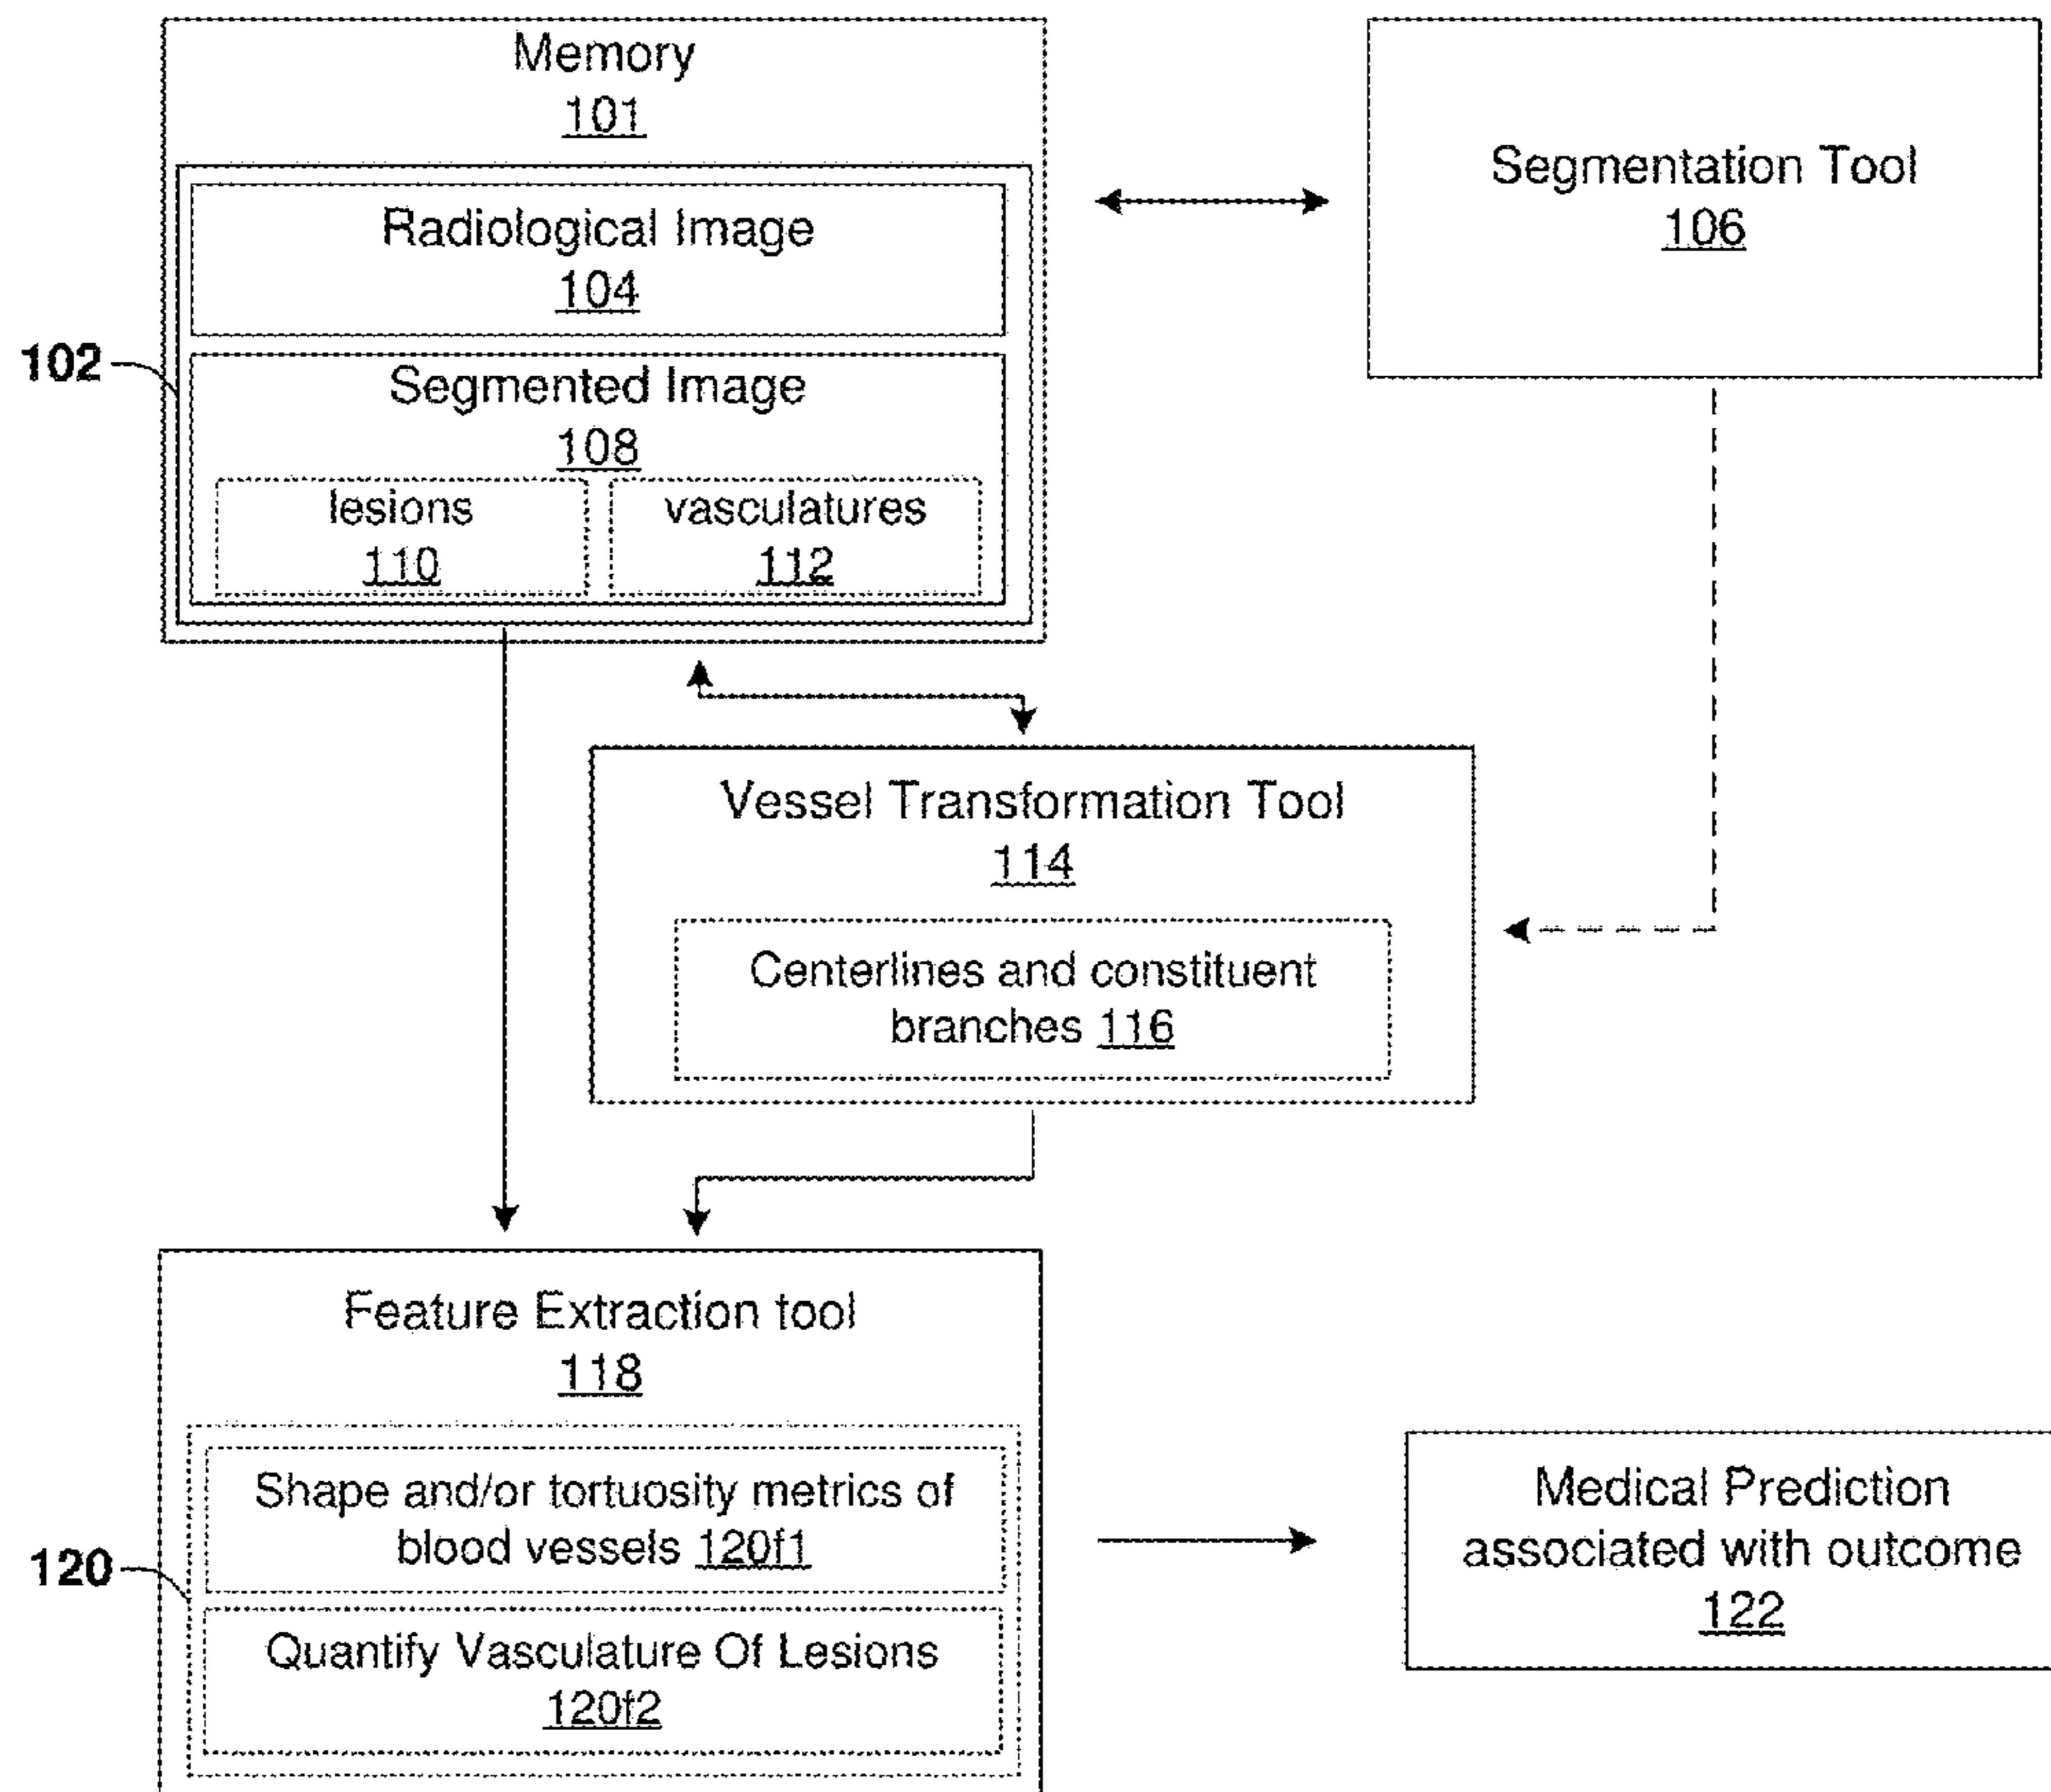 Memory
101
Segmentation Tool
106
Radiological Image
104
102
Segmented Image
108
lesions
110
vasculatures
112
Vessel Transformation Tool
114
Centerlines and constituent
branches 116
Feature Extraction tool
118
120
Shape and/or tortuosity metrics of
blood vessels 120f1
Quantify Vasculature Of Lesions
120f2
Medical Prediction
associated with outcome
122